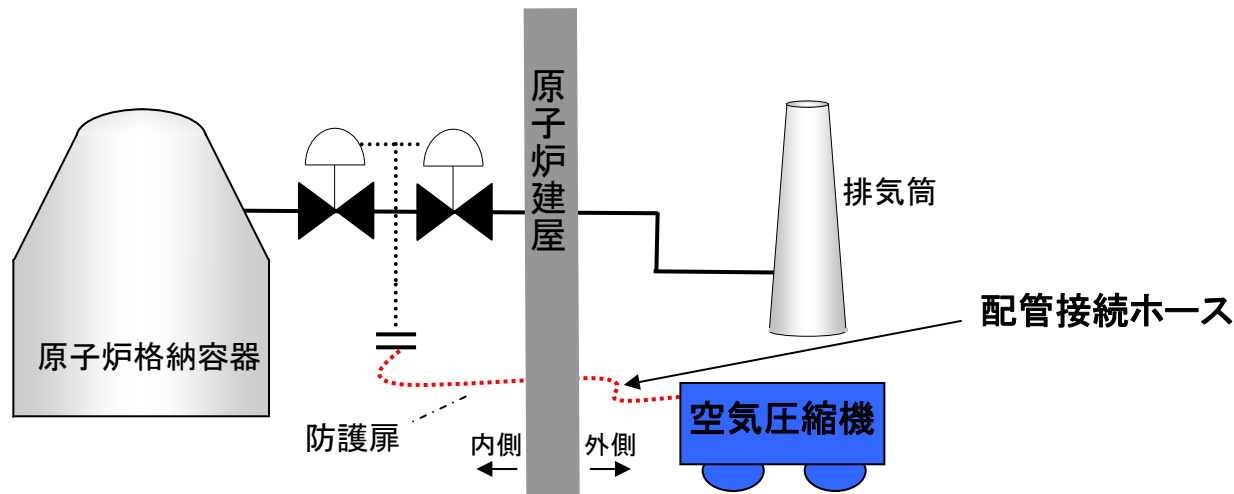 原子炉建屋
排気筒
配管接続ホース
原子炉格納容器
空気圧縮機
防護扉
内側
外側